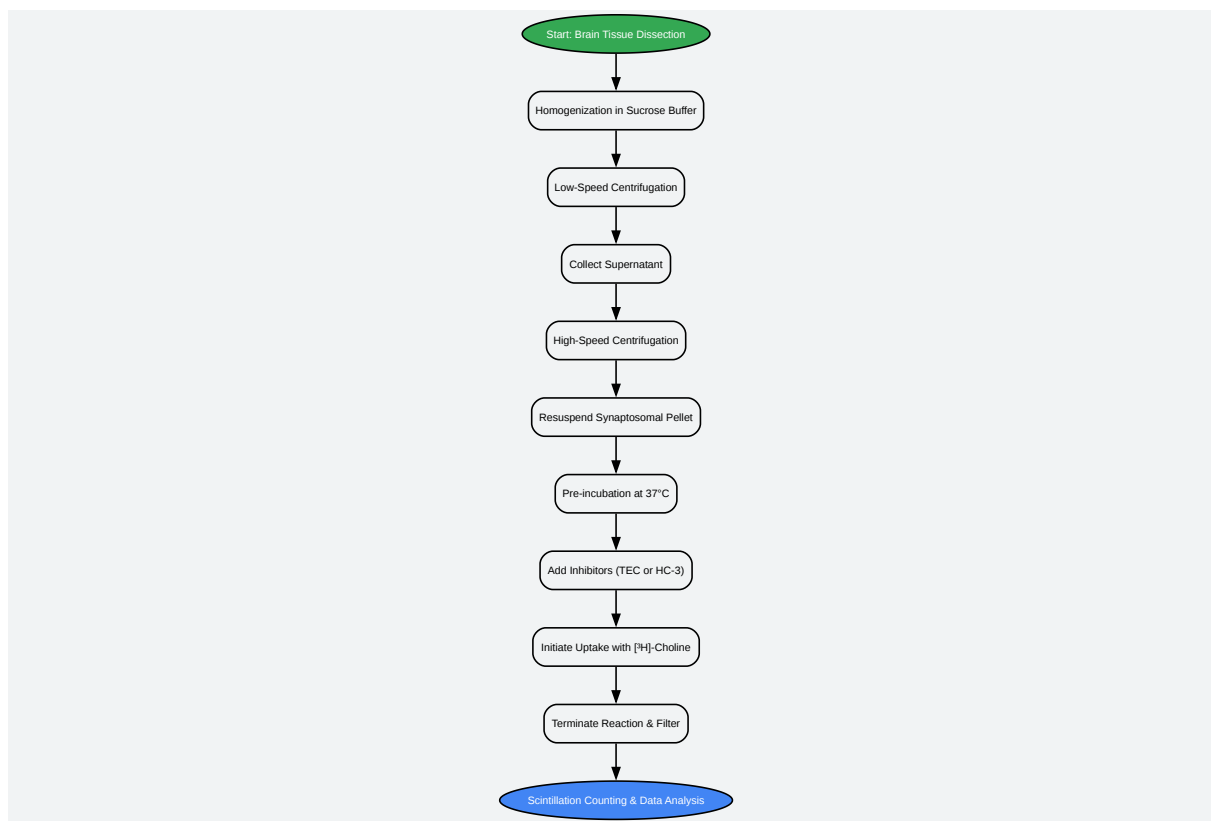 Start: Brain Tissue Dissection
Homogenization in Sucrose Buffer
Low-Speed Centrifugation
Collect Supernatant
High-Speed Centrifugation
Resuspend Synaptosomal Pellet
Pre-incubation at 37°C
Add Inhibitors (TEC or HC-3)
Initiate Uptake with [³H]-Choline
Terminate Reaction & Filter
Scintillation Counting & Data Analysis